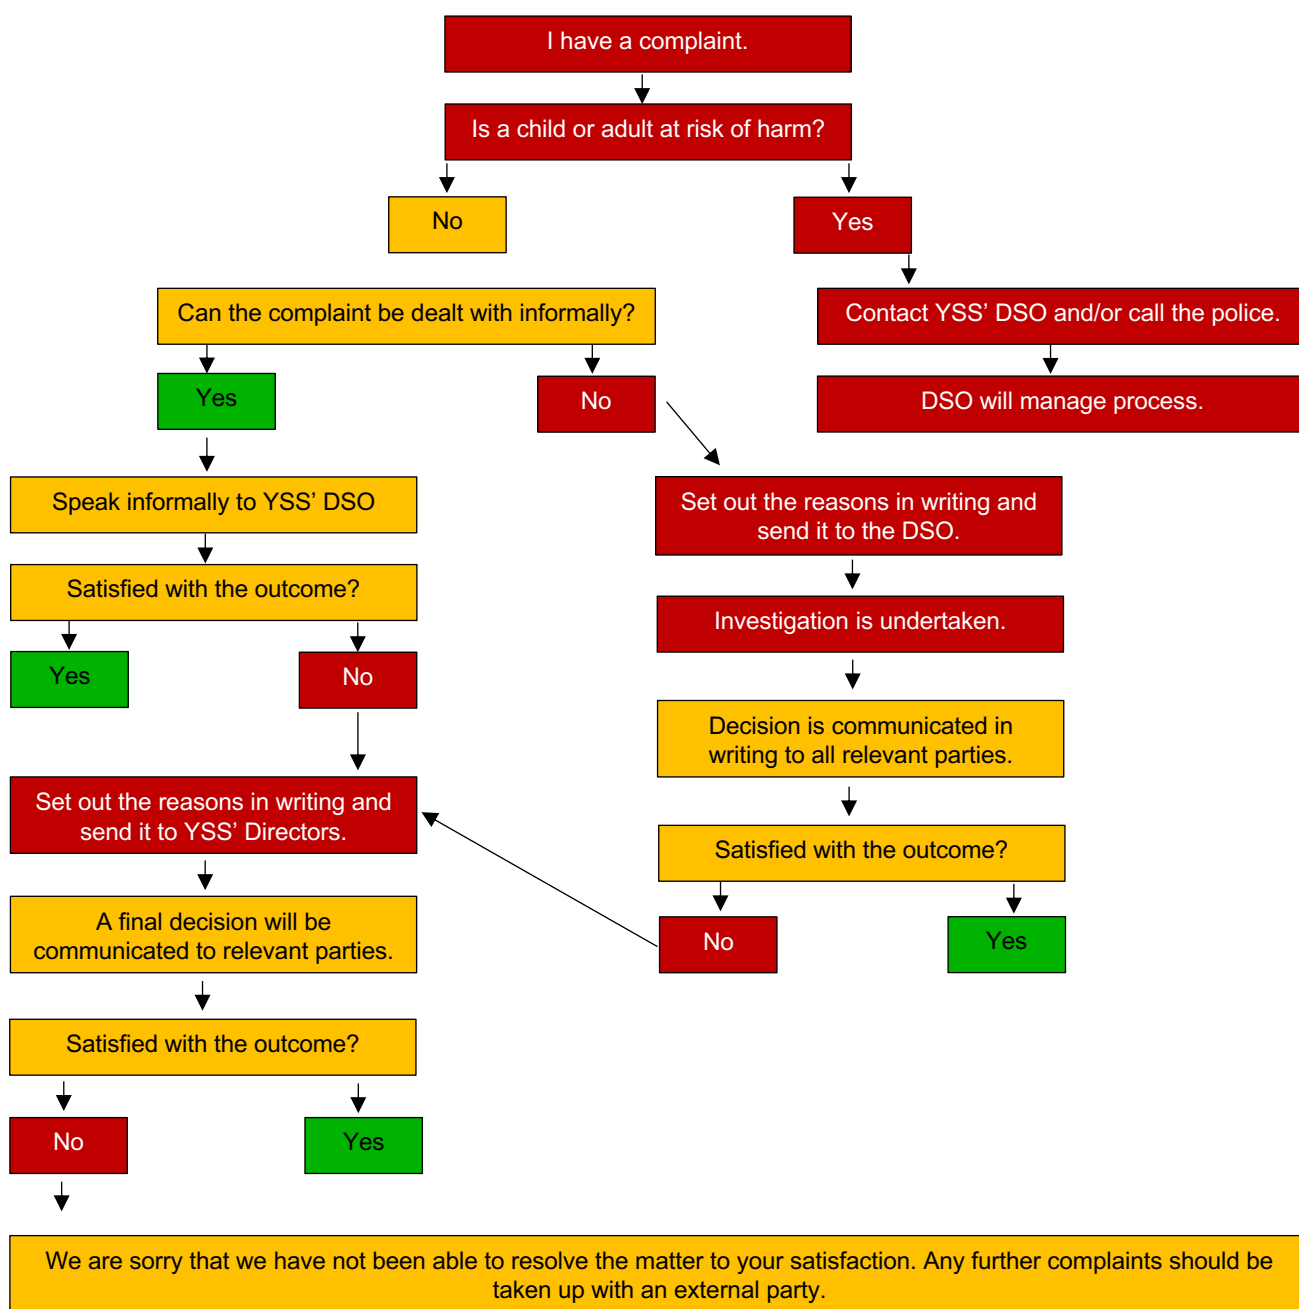 I have a complaint.
Is a child or adult at risk of harm?
No
Yes
Can the complaint be dealt with informally?
Contact YSS' DSO and/or call the police.
Yes
No
DSO will manage process.
Speak informally to YSS' DSO
Set out the reasons in writing and
send it to the DSO.
Satisfied with the outcome?
Investigation is undertaken.
Yes
No
Decision is communicated in
writing to all relevant parties.
Set out the reasons in writing and
send it to YSS' Directors.
Satisfied with the outcome?
A final decision will be
communicated to relevant parties.
No
Yes
Satisfied with the outcome?
No
Yes
We are sorry that we have not been able to resolve the matter to your satisfaction. Any further complaints should be
taken up with an external party.